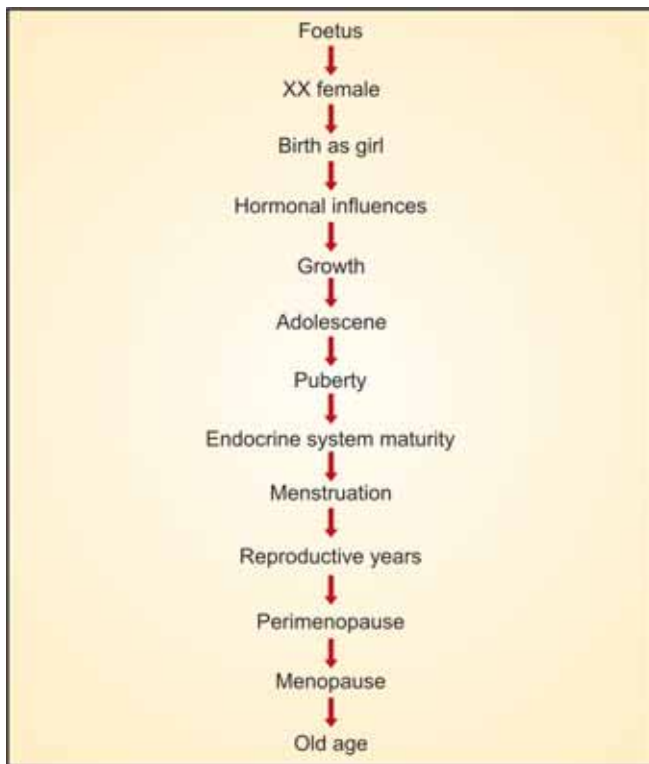 Foetus
XX female
Birth as girl
Hormonal influences
Growth
Adolescene
Puberty
Endocrine system maturity
Menstruation
Reproductive years
Perimenopause
Menopause
Old age